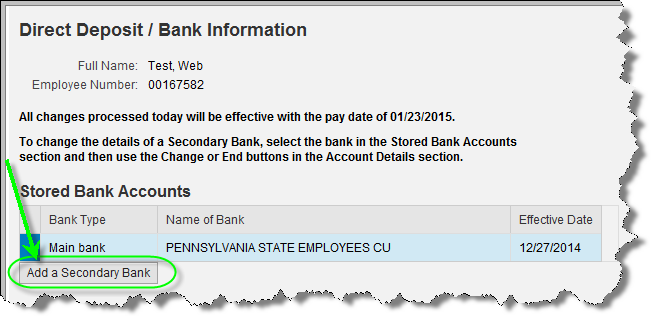 Direct Deposit / Bank Information
Full Name: Test, Web
Employee Number: 00167582
All changes processed today will be effective with the pay date of 01/23/2015.
To change the details of a Secondary Bank, select the bank in the Stored Bank Accounts
section and then use the Change or End buttons in the Account Details section.
Stored Bank Accounts
Bank Type Name of Bank Effective Date
Main bank PENNSYLVANIA STATE EMPLOYEES CU 12/27/2014
Add a Secondary Bank